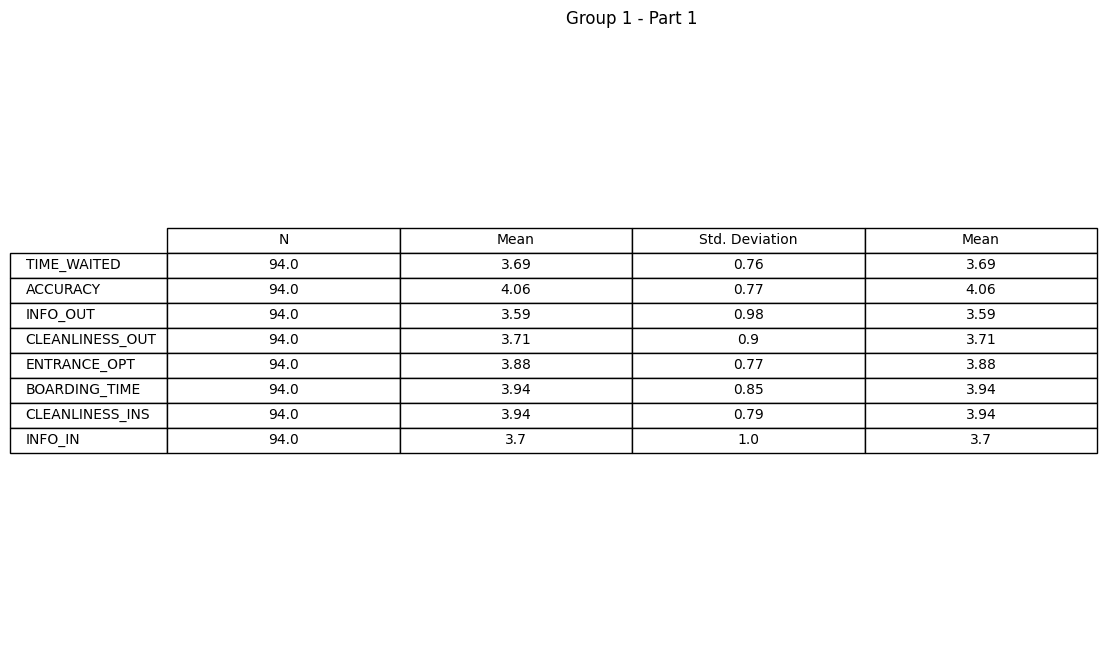 Group 1 - Part 1
N Mean Std. Deviation Mean
TIME_WAITED 94.0 3.69 0.76 3.69
ACCURACY 94.0 4.06 0.77 4.06
INFO_OUT 94.0 3.59 0.98 3.59
CLEANLINESS_OUT 94.0 3.71 0.9 3.71
ENTRANCE_OPT 94.0 3.88 0.77 3.88
BOARDING_TIME 94.0 3.94 0.85 3.94
CLEANLINESS_INS 94.0 3.94 0.79 3.94
INFO_IN 94.0 3.7 1.0 3.7